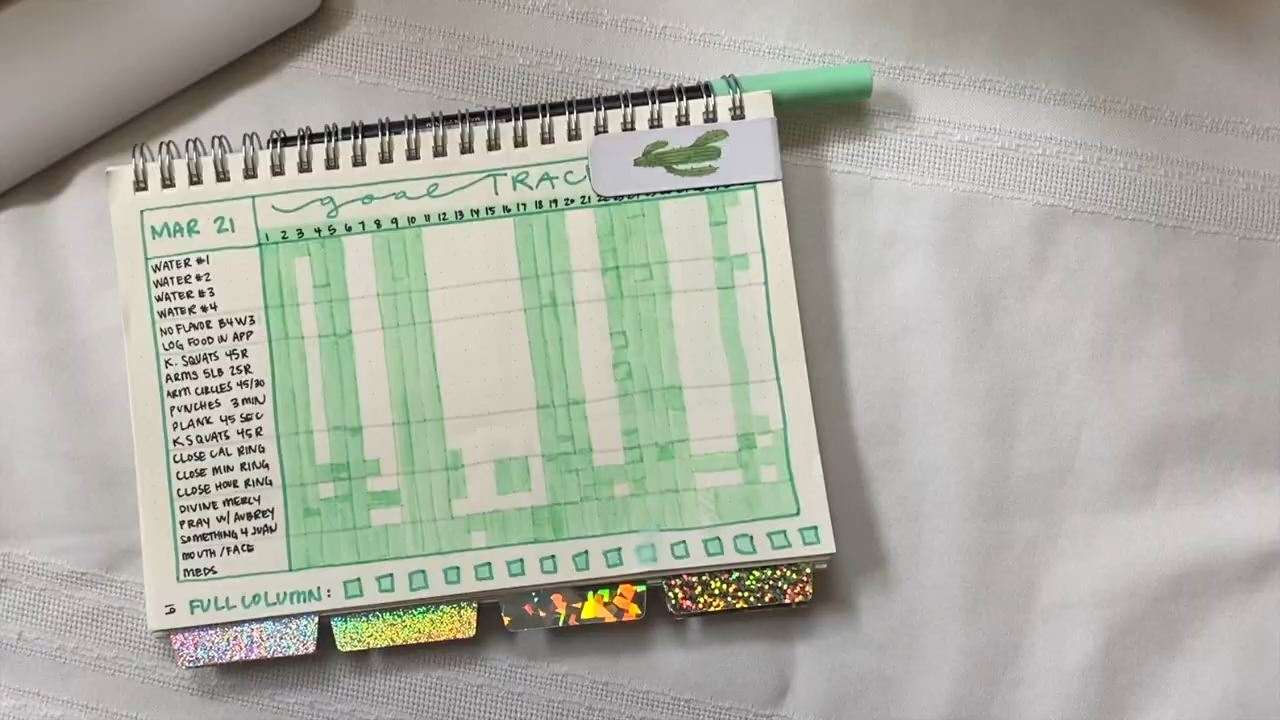 goal TRAC
MAR 21
1 2 3 4 5 6 7 8 9 10 11 12 13 14 15 16 17 18 19 20 21
WATER #1
WATER #2
WATER #3
WATER #4
NO FLAVOR B4 W3
LOG FOOD IN APP
K. SQUATS 45R
ARMS 5LB 25R
ARM CIRCLES 45/30
PUNCHES 3 MIN
PLANK 45 SEC
K. SQUATS 45R
CLOSE CAL RING
CLOSE MIN RING
CLOSE HOUR RING
DIVINE MERCY
PRAY W/ AUBREY
SOMETHING 4 JUAN
MOUTH/FACE
MEDS
FULL COLUMN: